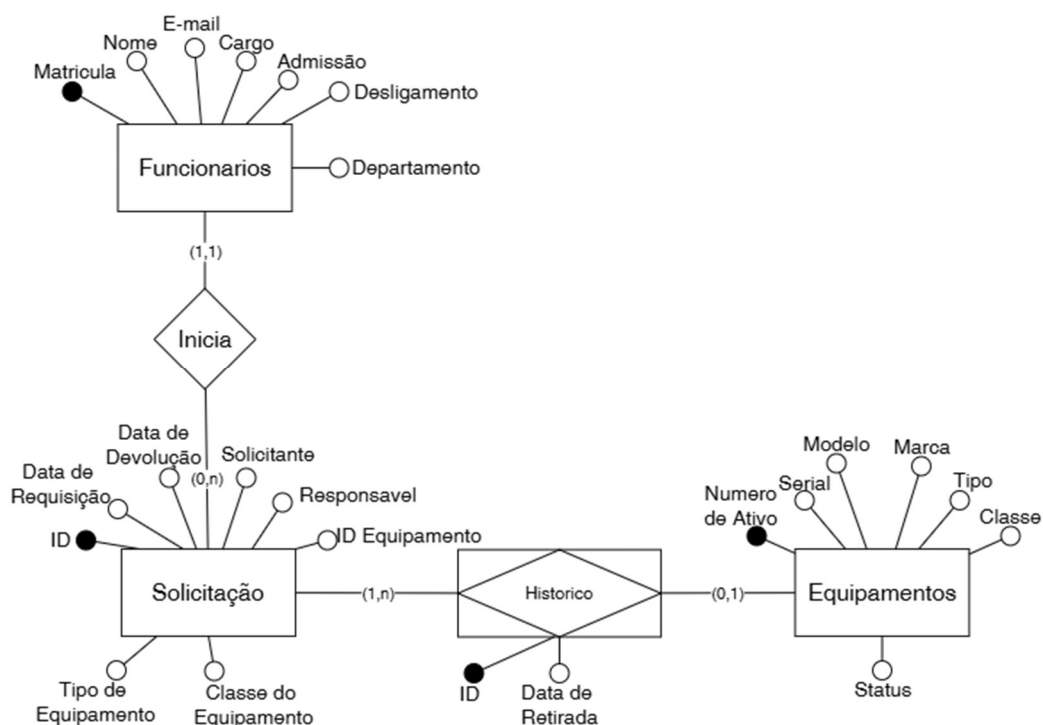 E-mail
Nome
Cargo
Matricula
Admissão
Desligamento
Funcionarios
Departamento
(1,1)
Inicia
Data de
Devolução
Solicitante
(0,n)
Data de
Requisição
Responsavel
ID
ID Equipamento
Solicitação
(1,n)
Historico
(0,1)
Modelo
Marca
Numero
de Ativo
Serial
Tipo
Classe
Equipamentos
Tipo de
Equipamento
Classe do
Equipamento
ID
Data de
Retirada
Status